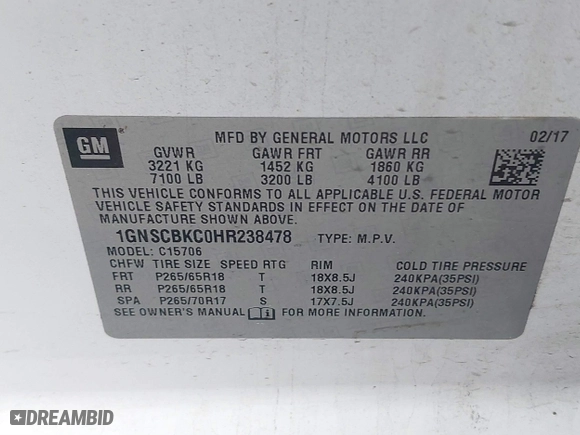 GM ®
MFD BY GENERAL MOTORS LLC 02/17
GVWR GAWR FRT GAWR RR
3221 KG 1452 KG 1860 KG
7100 LB 3200 LB 4100 LB
THIS VEHICLE CONFORMS TO ALL APPLICABLE U.S. FEDERAL MOTOR
VEHICLE SAFETY STANDARDS IN EFFECT ON THE DATE OF
MANUFACTURE SHOWN ABOVE.
1GNSCBKC0HR238478 TYPE: M.P.V.
MODEL: C15706
CHFW TIRE SIZE SPEED RTG RIM COLD TIRE PRESSURE
FRT P265/65R18 T 18X8.5J 240KPA(35PSI)
RR P265/65R18 T 18X8.5J 240KPA(35PSI)
SPA P265/70R17 S 17X7.5J 240KPA(35PSI)
SEE OWNER'S MANUAL FOR MORE INFORMATION.
DREAMBID